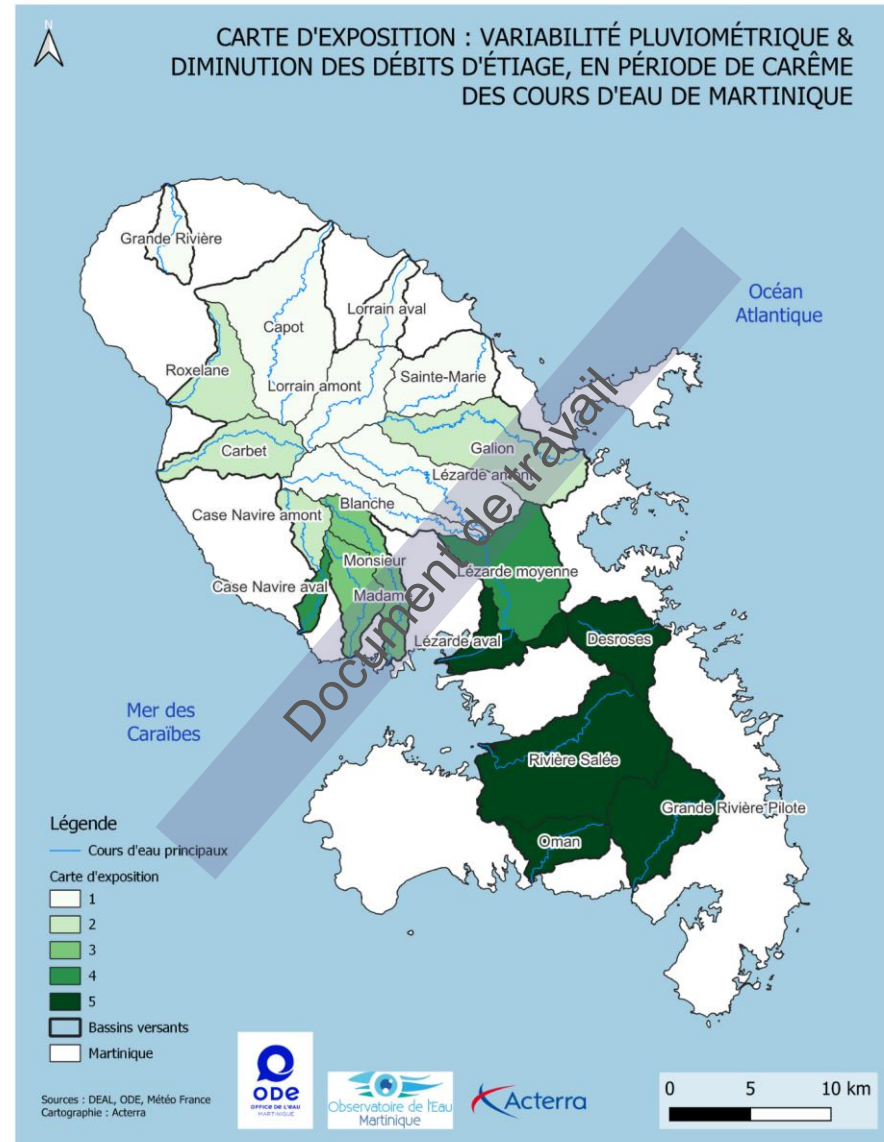 N
CARTE D'EXPOSITION : VARIABILITÉ PLUVIOMÉTRIQUE &
DIMINUTION DES DÉBITS D'ÉTIAGE, EN PÉRIODE DE CARÊME
DES COURS D'EAU DE MARTINIQUE
Grande Rivière
Océan
Atlantique
Lorrain aval
Capot
Roxelane
Lorrain amont
Sainte-Marie
Carbet
Galion
Lézarde amont
Blanche
Case Navire amont
Monsieur
Lézarde moyenne
Case Navire aval
Madame
Lézarde aval
Desroses
Document de travail
Mer des
Caraïbes
Rivière Salée
Grande Rivière Pilote
Oman
Légende
Cours d'eau principaux
Carte d'exposition
1
2
3
4
5
Bassins versants
Martinique
Sources : DEAL, ODE, Météo France
Cartographie : Acterra
ODE
OFFICE DE L'EAU
MARTINIQUE
Observatoire de l'Eau
Martinique
Acterra
0 5 10 km